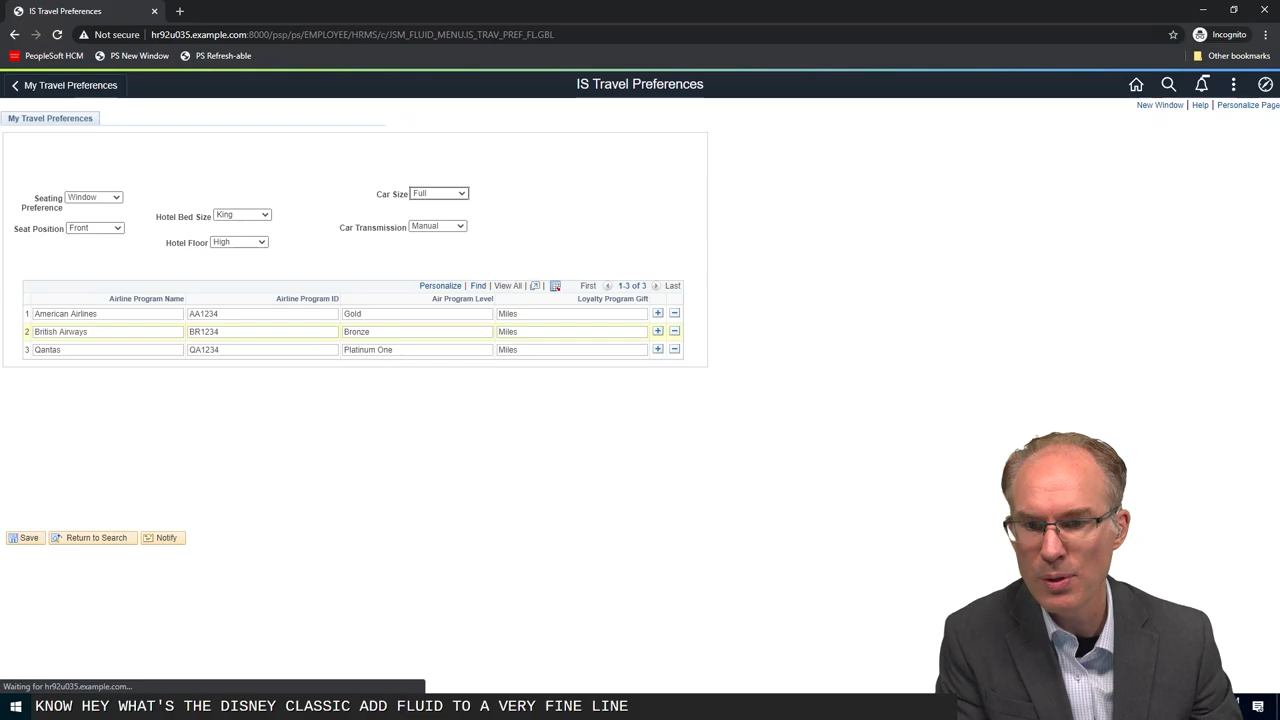 IS Travel Preferences
Not secure hr92u035.example.com:8000/psp/ps/EMPLOYEE/HRMS/c/JSM_FLUID_MENU.IS_TRAV_PREF_FL.GBL Incognito
PeopleSoft HCM PS New Window PS Refresh-able Other bookmarks
My Travel Preferences IS Travel Preferences
New Window | Help | Personalize Page
My Travel Preferences
Car Size Full
Seating Preference Window
Hotel Bed Size King
Car Transmission Manual
Seat Position Front
Hotel Floor High
Personalize | Find | View All | First 1-3 of 3 Last
Airline Program Name Airline Program ID Air Program Level Loyalty Program Gift
1 American Airlines AA1234 Gold Miles
2 British Airways BR1234 Bronze Miles
3 Qantas QA1234 Platinum One Miles
Save Return to Search Notify
Waiting for hr92u035.example.com...
KNOW HEY WHAT'S THE DISNEY CLASSIC ADD FLUID TO A VERY FINE LINE